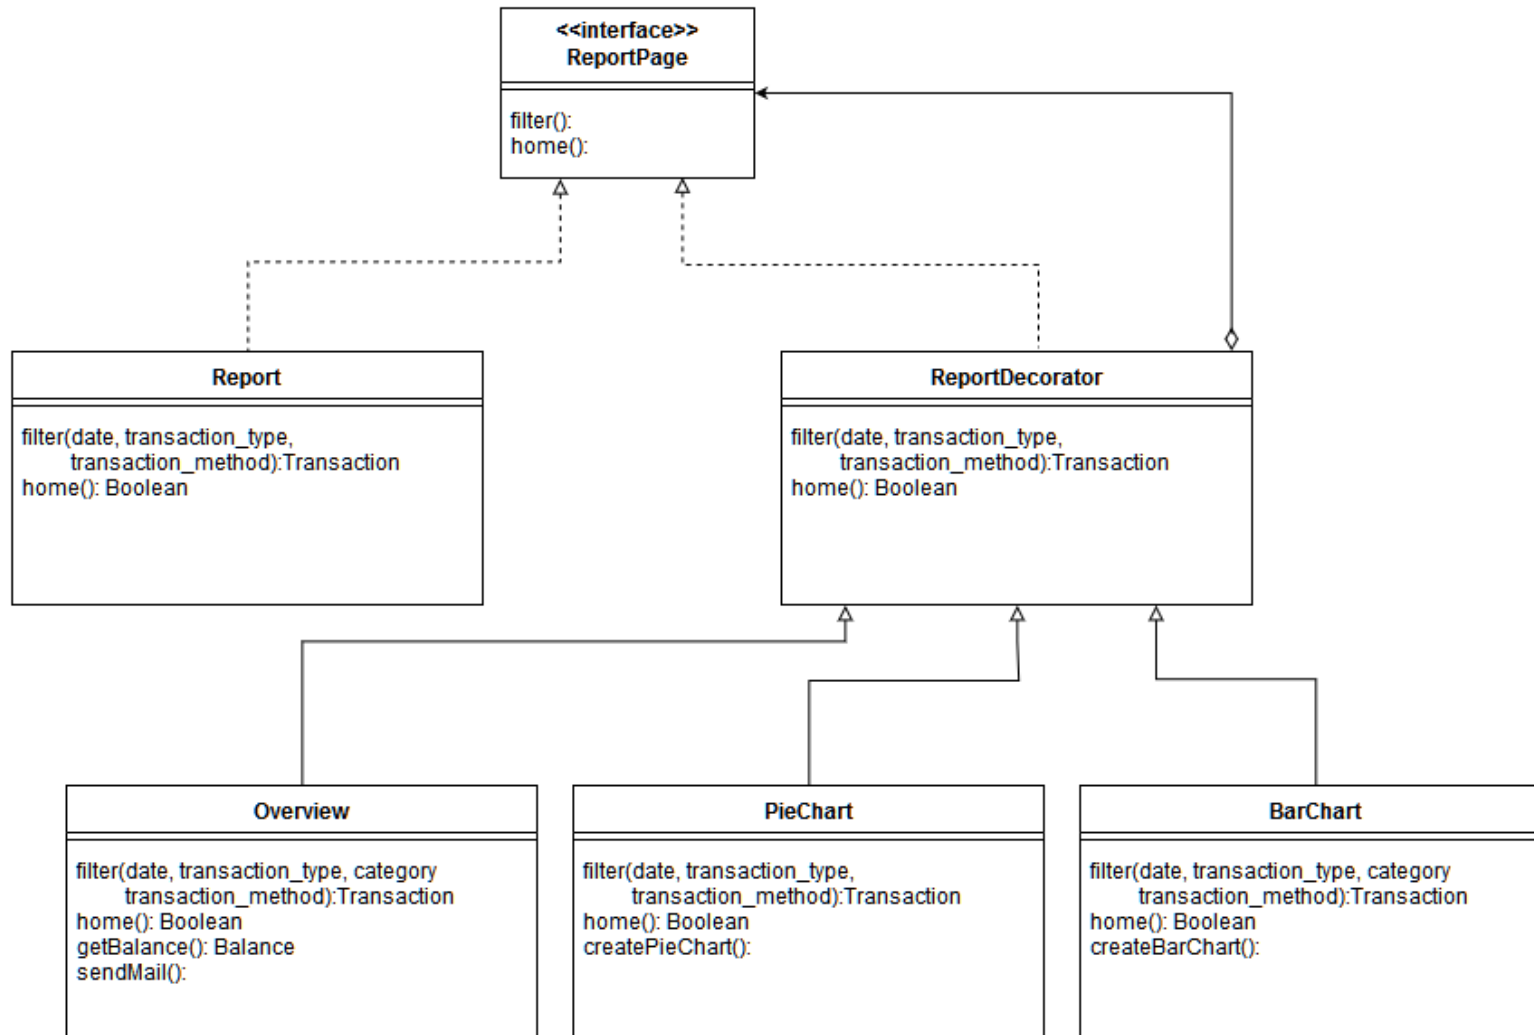 <<interface>>
ReportPage
filter():
home():
Report
filter(date, transaction_type,
transaction_method):Transaction
home(): Boolean
ReportDecorator
filter(date, transaction_type,
transaction_method):Transaction
home(): Boolean
Overview
filter(date, transaction_type, category
transaction_method):Transaction
home(): Boolean
getBalance(): Balance
sendMail():
PieChart
filter(date, transaction_type,
transaction_method):Transaction
home(): Boolean
createPieChart():
BarChart
filter(date, transaction_type, category
transaction_method):Transaction
home(): Boolean
createBarChart():